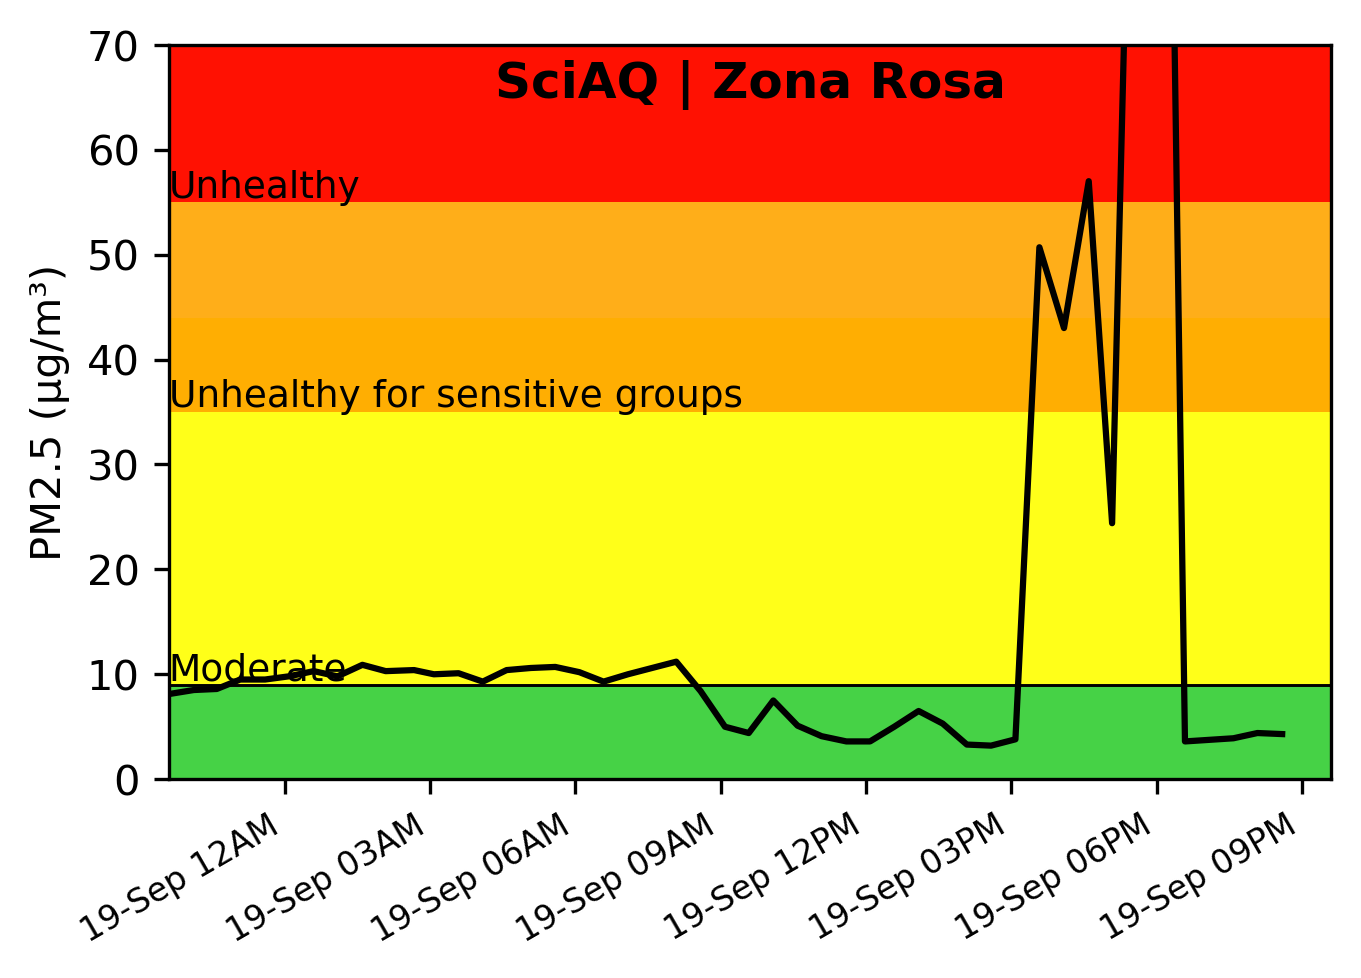 SciAQ | Zona Rosa
PM2.5 (µg/m³)
70
60
50
40
30
20
10
0
Unhealthy
Unhealthy for sensitive groups
Moderate
19-Sep 12AM
19-Sep 03AM
19-Sep 06AM
19-Sep 09AM
19-Sep 12PM
19-Sep 03PM
19-Sep 06PM
19-Sep 09PM